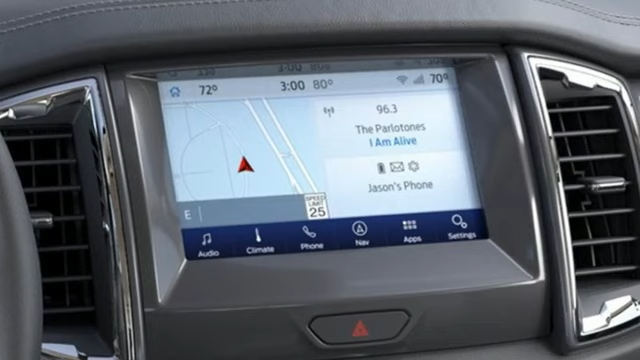 72° 3:00 80° 70°
96.3
The Parlotones
I Am Alive
Jason's Phone
E
SPEED
LIMIT
25
Audio Climate Phone Nav Apps Settings